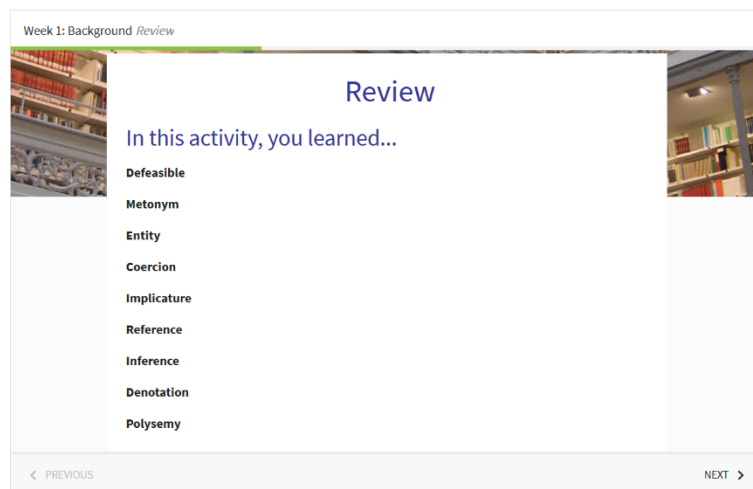 Week 1: Background Review
Review
In this activity, you learned...
Defeasible
Metonym
Entity
Coercion
Implicature
Reference
Inference
Denotation
Polysemy
PREVIOUS
NEXT